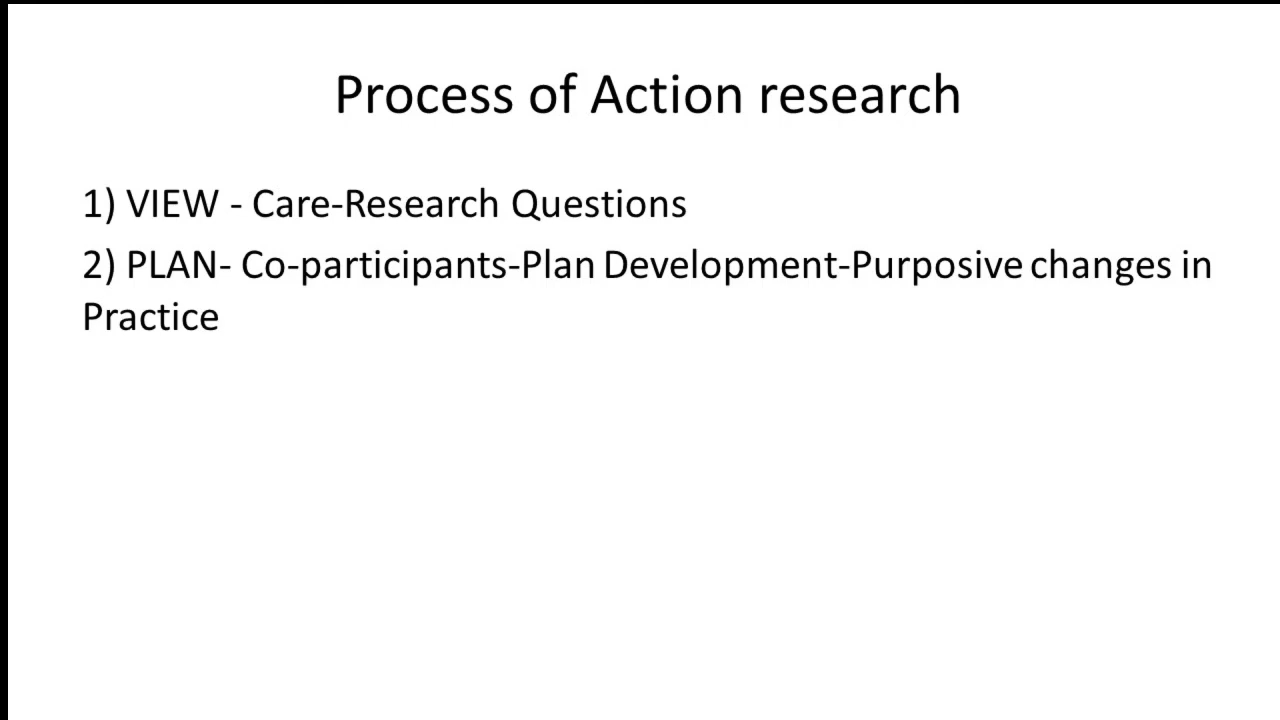 Process of Action research
1) VIEW - Care-Research Questions
2) PLAN- Co-participants-Plan Development-Purposive changes in
Practice